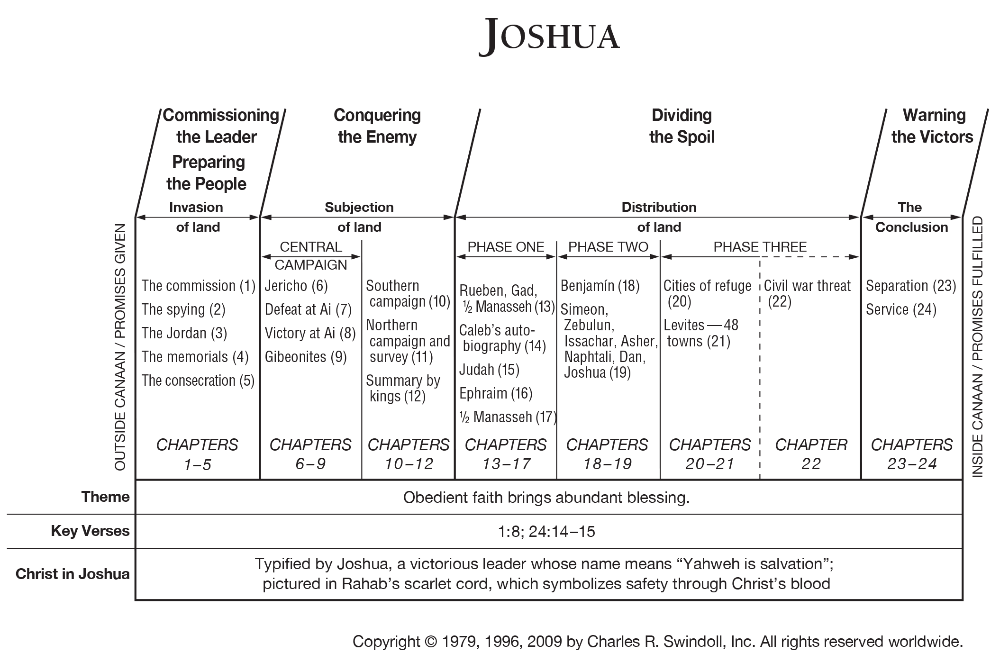 JOSHUA
Commissioning
the Leader
Preparing
the People
Conquering
the Enemy
Dividing
the Spoil
Warning
the Victors
Invasion
of land
Subjection
of land
Distribution
of land
The
Conclusion
OUTSIDE CANAAN / PROMISES GIVEN
The commission (1)
The spying (2)
The Jordan (3)
The memorials (4)
The consecration (5)
CHAPTERS
1–5
CENTRAL
CAMPAIGN
Jericho (6)
Defeat at Ai (7)
Victory at Ai (8)
Gibeonites (9)
CHAPTERS
6–9
Southern
campaign (10)
Northern
campaign and
survey (11)
Summary by
kings (12)
CHAPTERS
10–12
PHASE ONE
Rueben, Gad,
½ Manasseh (13)
Caleb’s auto-
biography (14)
Judah (15)
Ephraim (16)
½ Manasseh (17)
CHAPTERS
13–17
PHASE TWO
Benjamín (18)
Simeon,
Zebulun,
Issachar, Asher,
Naphtali, Dan,
Joshua (19)
CHAPTERS
18–19
PHASE THREE
Cities of refuge
(20)
Levites—48
towns (21)
CHAPTERS
20–21
Civil war threat
(22)
CHAPTER
22
Separation (23)
Service (24)
CHAPTERS
23–24
INSIDE CANAAN / PROMISES FULFILLED
Theme
Obedient faith brings abundant blessing.
Key Verses
1:8; 24:14–15
Christ in Joshua
Typified by Joshua, a victorious leader whose name means “Yahweh is salvation”;
pictured in Rahab’s scarlet cord, which symbolizes safety through Christ’s blood
Copyright © 1979, 1996, 2009 by Charles R. Swindoll, Inc. All rights reserved worldwide.